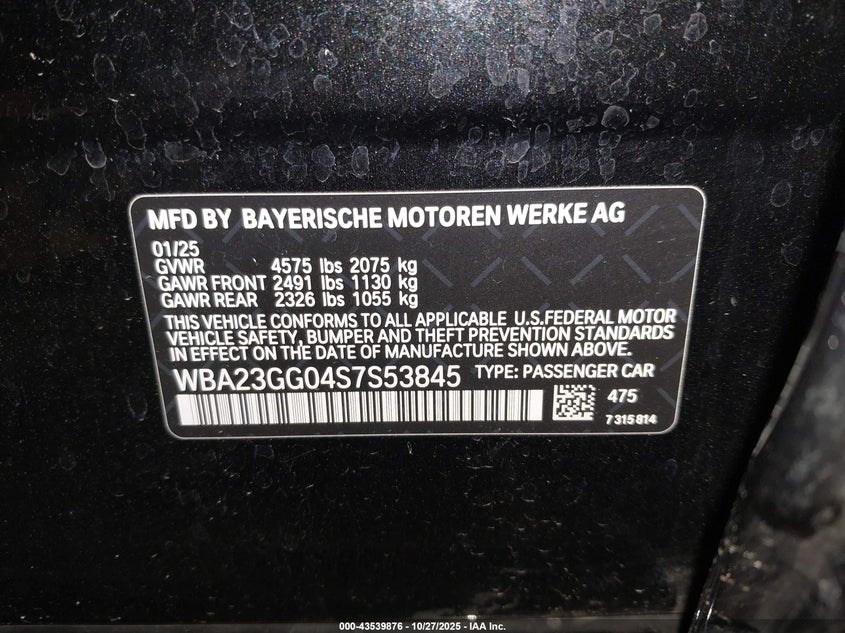 MFD BY BAYERISCHE MOTOREN WERKE AG
01/25
GVWR 4575 lbs 2075 kg
GAWR FRONT 2491 lbs 1130 kg
GAWR REAR 2326 lbs 1055 kg
THIS VEHICLE CONFORMS TO ALL APPLICABLE U.S.FEDERAL MOTOR
VEHICLE SAFETY, BUMPER AND THEFT PREVENTION STANDARDS
IN EFFECT ON THE DATE OF MANUFACTURE SHOWN ABOVE.
WBA23GG04S7S53845 TYPE: PASSENGER CAR
475
7 315 814
000-43539876 - 10/27/2025 - IAA Inc.